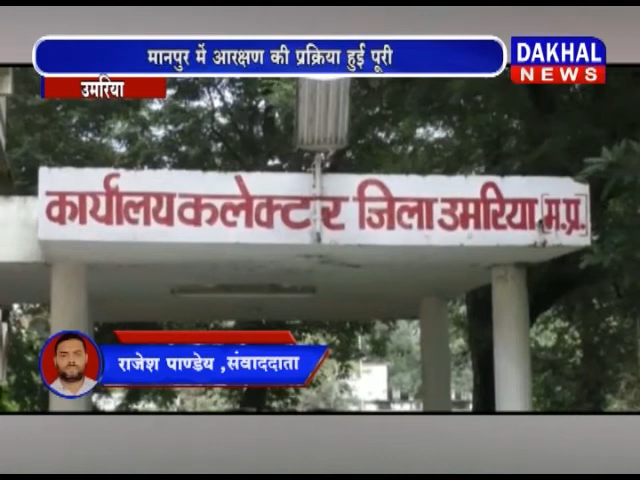 मानपुर में आरक्षण की प्रक्रिया हुई पूरी
DAKHAL
NEWS
उमरिया
कार्यालय कलेक्टर जिला उमरिया [म.प्र.]
राजेश पाण्डेय ,संवाददाता